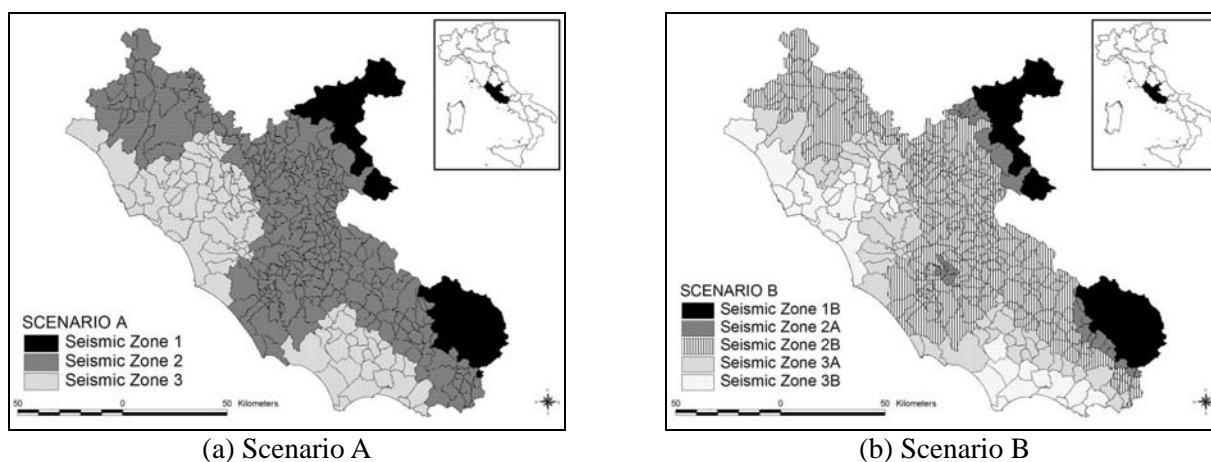 SCENARIO A
Seismic Zone 1
Seismic Zone 2
Seismic Zone 3
50 0 50 Kilometers
(a) Scenario A
SCENARIO B
Seismic Zone 1B
Seismic Zone 2A
Seismic Zone 2B
Seismic Zone 3A
Seismic Zone 3B
50 0 50 Kilometers
(b) Scenario B